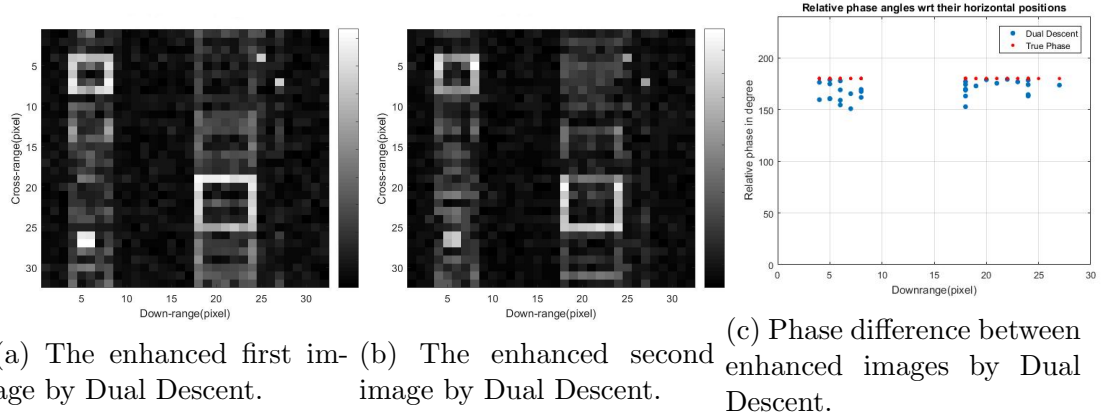 Relative phase angles wrt their horizontal positions
Dual Descent
True Phase
Cross-range(pixel)
5
10
15
20
25
30
5
10
15
20
25
30
Down-range(pixel)
Cross-range(pixel)
5
10
15
20
25
30
5
10
15
20
25
30
Down-range(pixel)
Relative phase in degree
200
150
100
50
0
0
5
10
15
20
25
30
Downrange(pixel)
(a) The enhanced first im-
age by Dual Descent.
(b) The enhanced second
image by Dual Descent.
(c) Phase difference between
enhanced images by Dual
Descent.